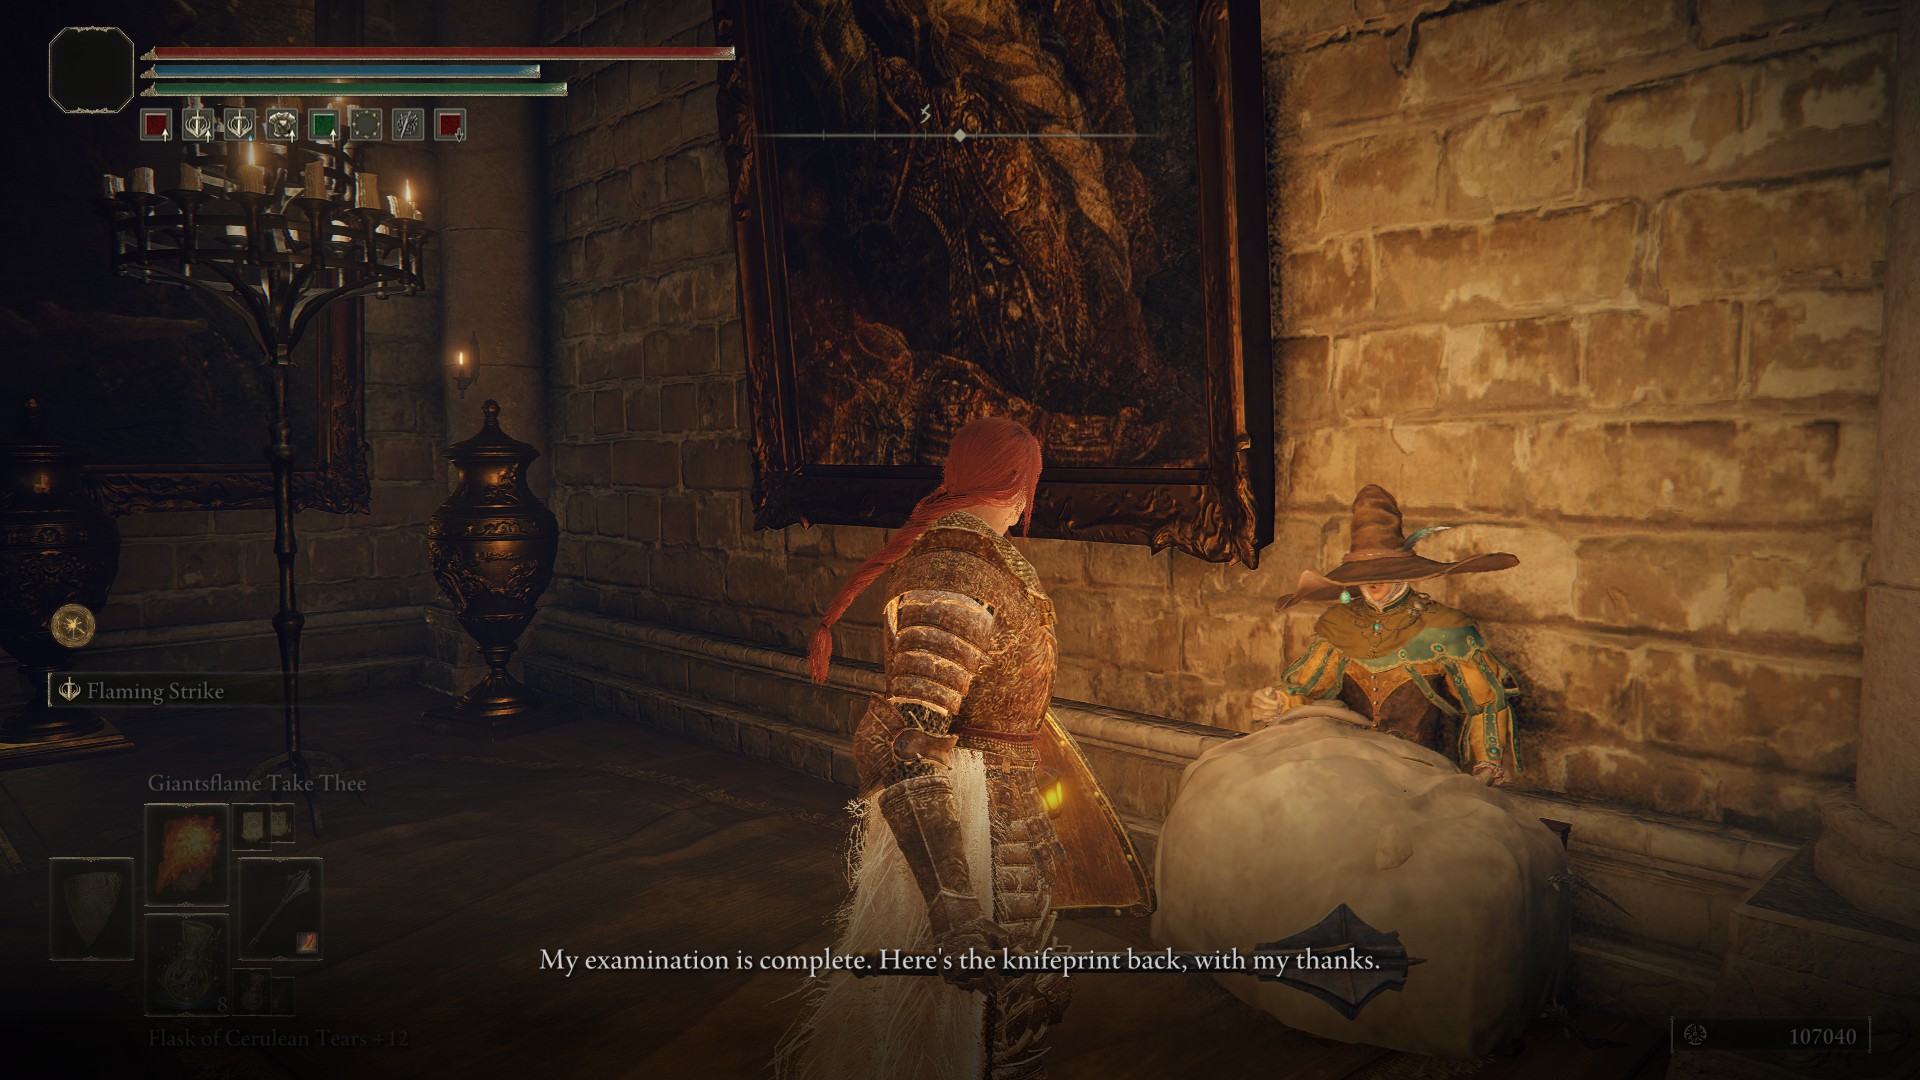 Flaming Strike
Giantsflame Take Thee
8
Flask of Cerulean Tears +12
My examination is complete. Here's the knifeprint back, with my thanks.
107040